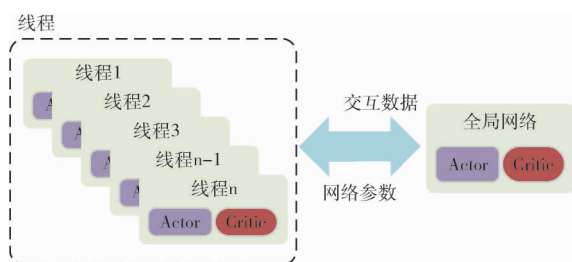 线程
线程1
A
线程2
A
线程3
A
线程n-1
A
线程n
Actor Critic
交互数据
网络参数
全局网络
Actor Critic